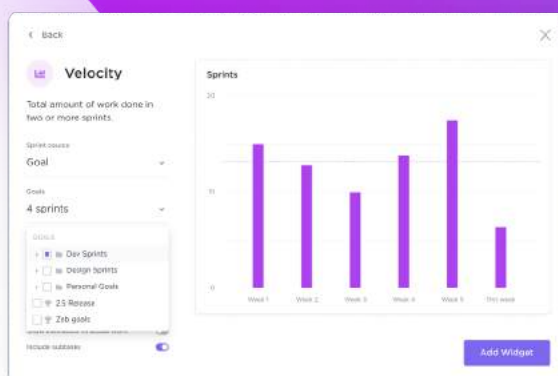 Back
Velocity
Total amount of work done in
two or more sprints.
Sprint source
Goal
Goals
4 sprints
GOALS
Dev Sprints
Design Sprints
Personal Goals
2.5 Release
Zeb goals
Include subtasks
Sprints
20
10
0
Week 1
Week 2
Week 3
Week 4
Week 5
This week
Add Widget